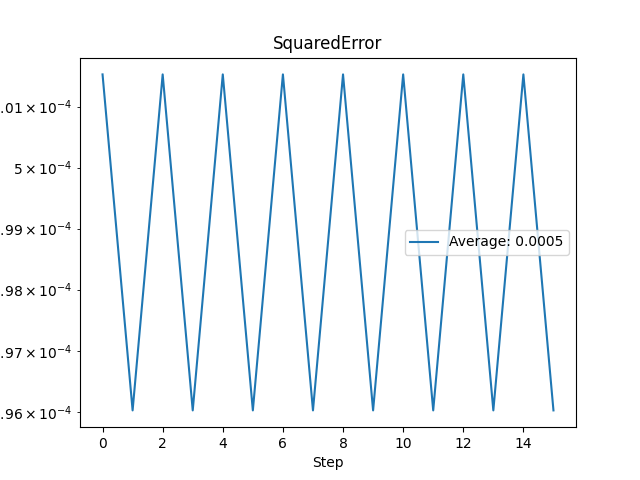 SquaredError
.01 × 10⁻⁴
5 × 10⁻⁴
.99 × 10⁻⁴
.98 × 10⁻⁴
.97 × 10⁻⁴
.96 × 10⁻⁴
Average: 0.0005
0 2 4 6 8 10 12 14
Step